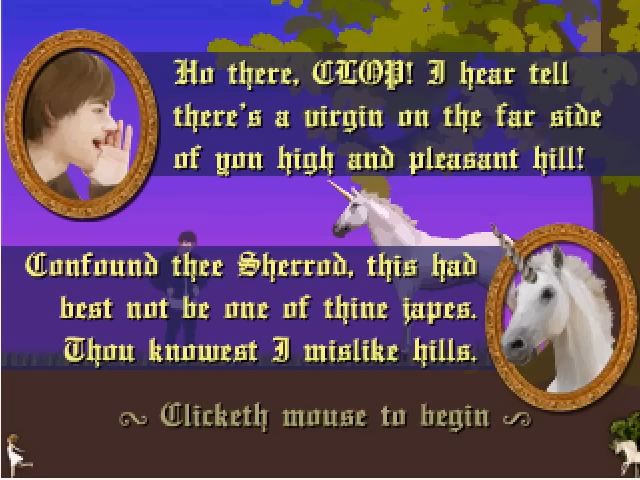 Ho there, CLOP! I hear tell
there's a virgin on the far side
of yon high and pleasant hill!
Confound thee Sherrod, this had
best not be one of thine japes.
Thou knowest I mislike hills.
~ Clicketh mouse to begin ~